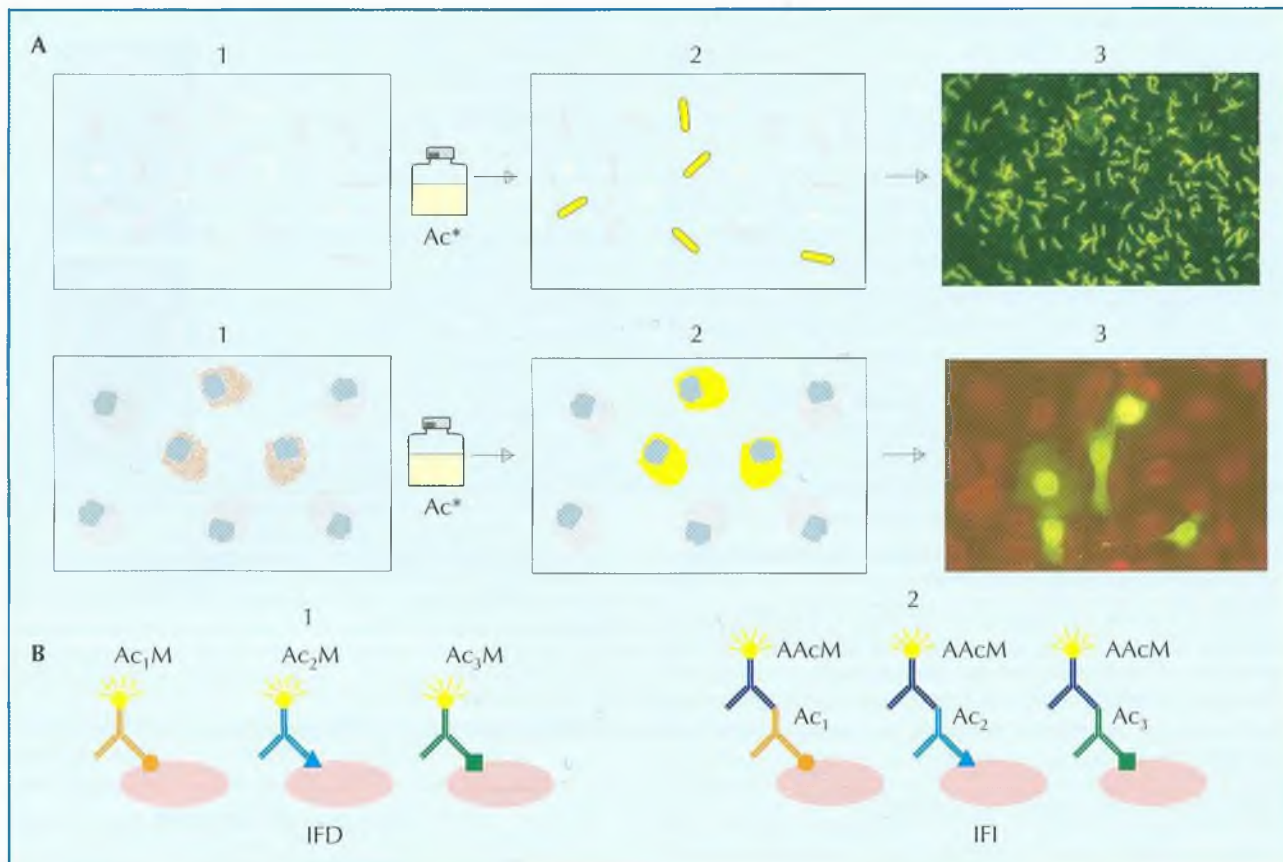 A
1 2 3
Ac*
1 2 3
Ac*
B
1
Ac₁M Ac₂M Ac₃M
IFD
2
AAcM AAcM AAcM
Ac₁ Ac₂ Ac₃
IFI